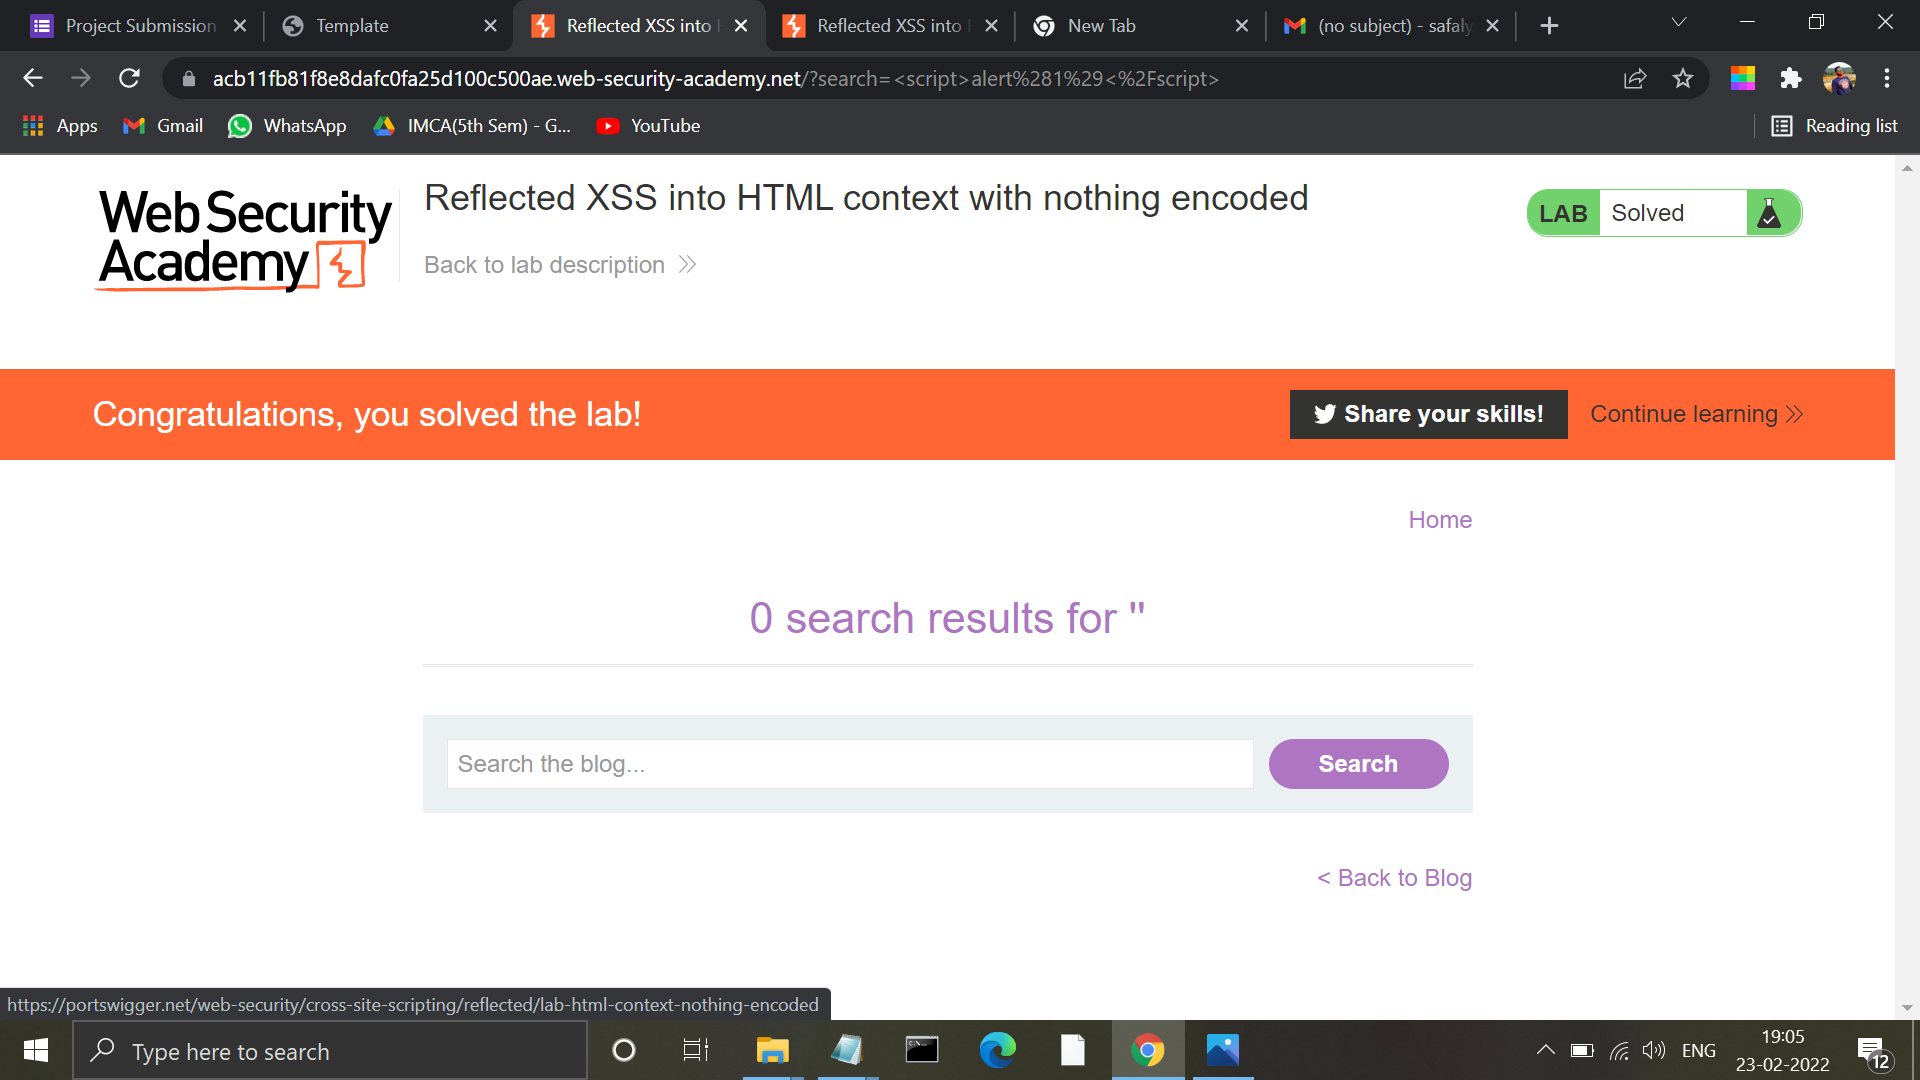 Project Submission
Template
Reflected XSS into
Reflected XSS into
New Tab
(no subject) - safaly
acb11fb81f8e8dafc0fa25d100c500ae.web-security-academy.net/?search=<script>alert%281%29<%2Fscript>
Apps
Gmail
WhatsApp
IMCA(5th Sem) - G...
YouTube
Reading list
Web Security
Academy
Reflected XSS into HTML context with nothing encoded
Back to lab description
LAB
Solved
Congratulations, you solved the lab!
Share your skills!
Continue learning
Home
0 search results for ''
Search the blog...
Search
< Back to Blog
https://portswigger.net/web-security/cross-site-scripting/reflected/lab-html-context-nothing-encoded
Type here to search
ENG
19:05
23-02-2022
12